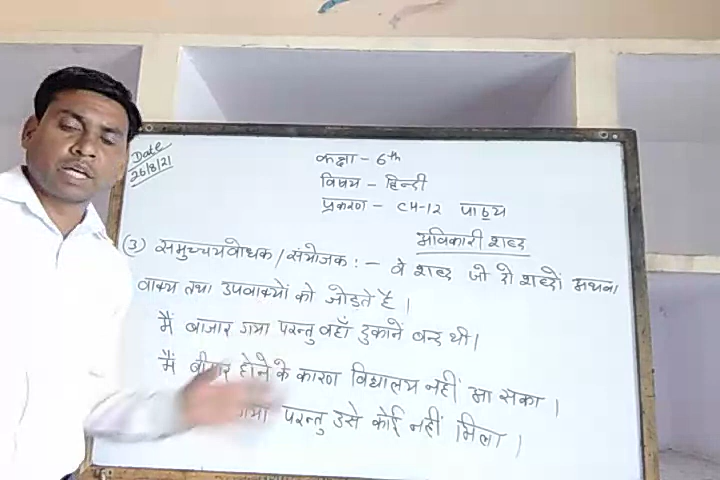 Date
26/8/21
कक्षा - 6th
विषय - हिन्दी
प्रकरण - CH-12 पाठ्य
अविकारी शब्द
(3) समुच्चयबोधक / संयोजक : - वे शब्द जो दो शब्दों अथवा
वाक्य तथा उपवाक्यों को जोड़ते है।
मैं बाजार गया परन्तु वहाँ दुकानें बन्द थी।
मैं बीमार होने के कारण विद्यालय नहीं आ सका।
गया परन्तु उसे कोई नहीं मिला।